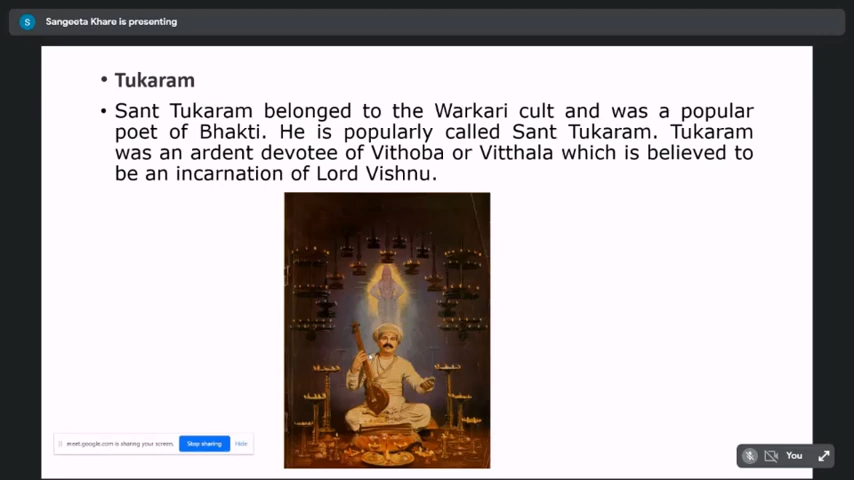 S Sangeeta Khare is presenting
• Tukaram
• Sant Tukaram belonged to the Warkari cult and was a popular
poet of Bhakti. He is popularly called Sant Tukaram. Tukaram
was an ardent devotee of Vithoba or Vitthala which is believed to
be an incarnation of Lord Vishnu.
meet.google.com is sharing your screen. Stop sharing Hide
You